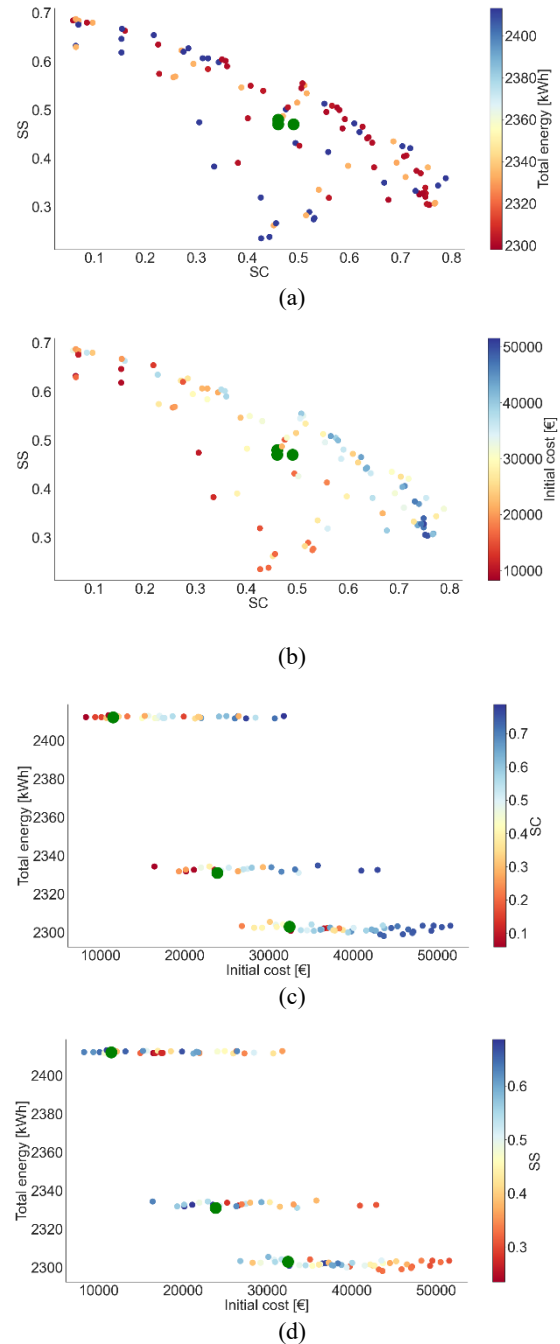 0.7
0.6
0.5
0.4
0.3
SS
0.1 0.2 0.3 0.4 0.5 0.6 0.7 0.8
SC
2400
2380
2360
2340
2320
2300
Total energy [kWh]
(a)
0.7
0.6
0.5
0.4
0.3
SS
0.1 0.2 0.3 0.4 0.5 0.6 0.7 0.8
SC
50000
40000
30000
20000
10000
Initial cost [€]
(b)
2400
2380
2360
2340
2320
2300
Total energy [kWh]
10000 20000 30000 40000 50000
Initial cost [€]
0.7
0.6
0.5
0.4
0.3
0.2
0.1
SC
(c)
2400
2380
2360
2340
2320
2300
Total energy [kWh]
10000 20000 30000 40000 50000
Initial cost [€]
0.6
0.5
0.4
0.3
SS
(d)